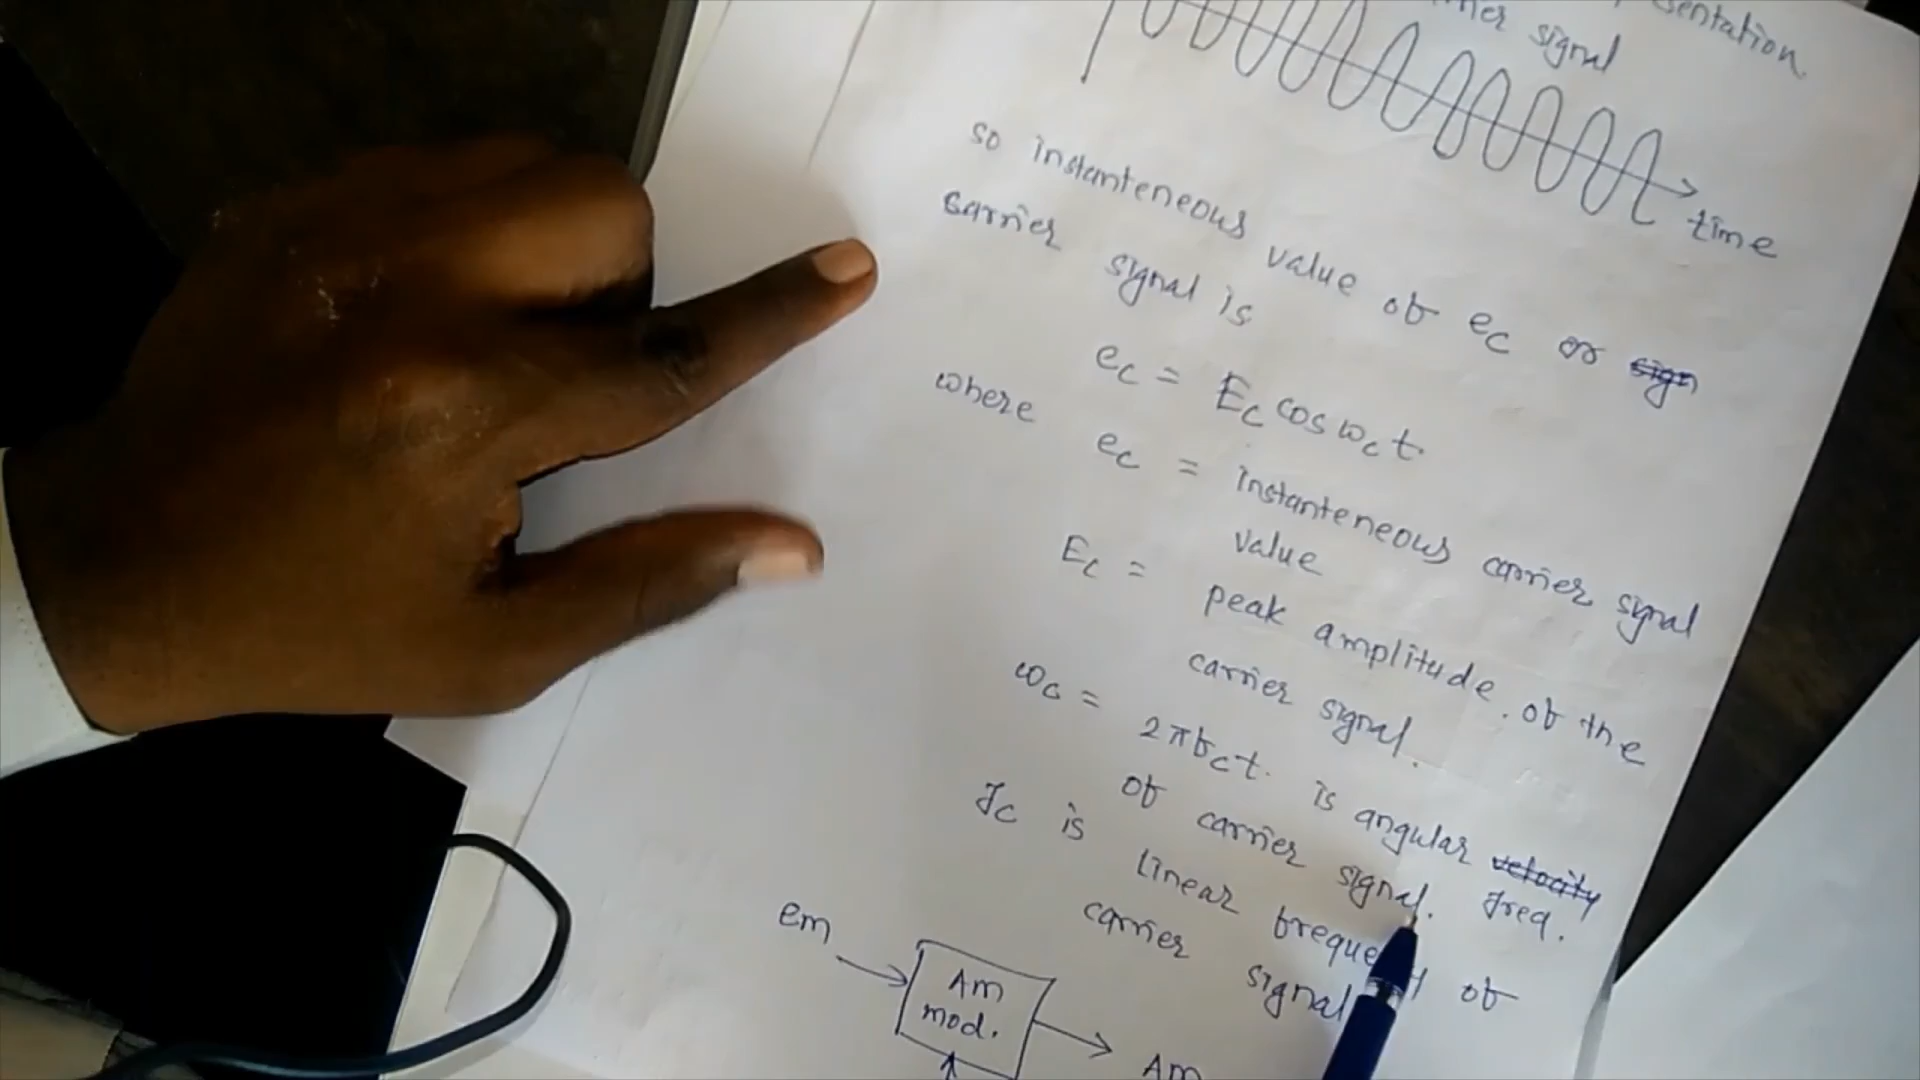 sentation
signal
time
so instanteneous value of ec or sign
carrier signal is
ec = Ec cos ωc t
where ec = instanteneous carrier signal
value
Ec = peak amplitude of the
carrier signal.
ωc = 2πfct. is angular velocity
freq.
of carrier signal.
fc is linear frequency of
carrier signal
em
Am
mod.
Am